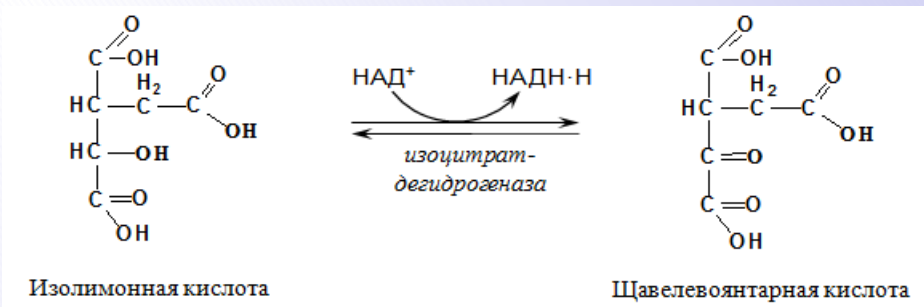 O
C—OH
H₂
HC—C—C
O
OH
HC—OH
C=O
OH
Изолимонная кислота
НАД⁺ НАДН·Н
изоцитрат-
дегидрогеназа
O
C—OH
H₂
HC—C—C
O
OH
C=O
C=O
OH
Щавелевоянтарная кислота